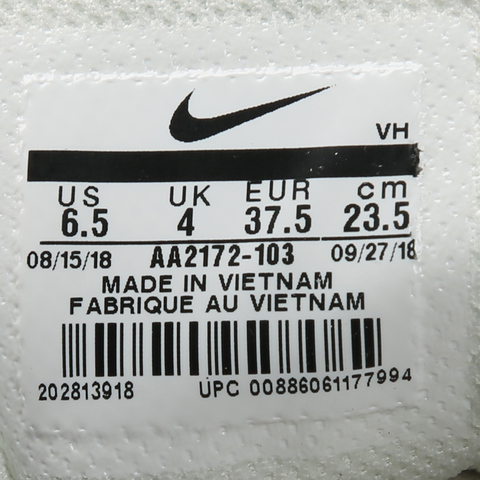 VH
US UK EUR cm
6.5 4 37.5 23.5
08/15/18 AA2172-103 09/27/18
MADE IN VIETNAM
FABRIQUE AU VIETNAM
202813918 UPC 00886061177994